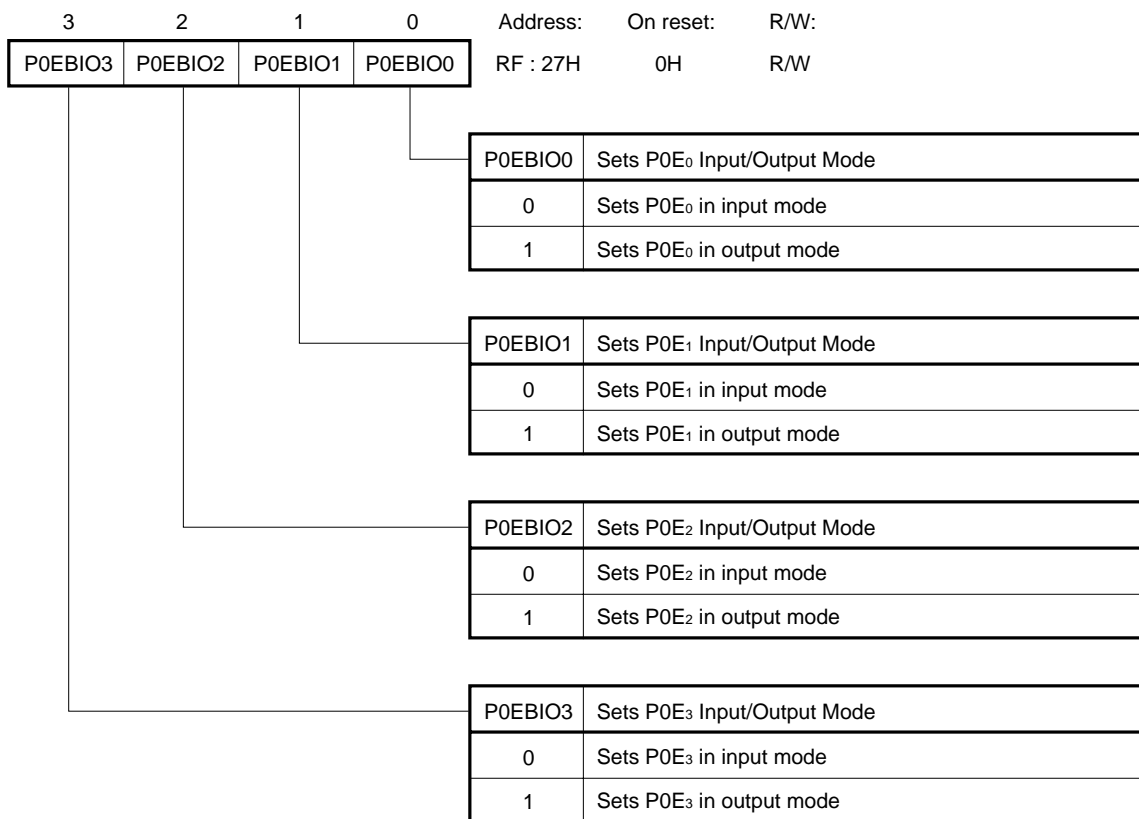 3 2 1 0 Address: On reset: R/W:
P0EBIO3 P0EBIO2 P0EBIO1 P0EBIO0 RF : 27H 0H R/W
P0EBIO0 Sets P0E₀ Input/Output Mode
0 Sets P0E₀ in input mode
1 Sets P0E₀ in output mode
P0EBIO1 Sets P0E₁ Input/Output Mode
0 Sets P0E₁ in input mode
1 Sets P0E₁ in output mode
P0EBIO2 Sets P0E₂ Input/Output Mode
0 Sets P0E₂ in input mode
1 Sets P0E₂ in output mode
P0EBIO3 Sets P0E₃ Input/Output Mode
0 Sets P0E₃ in input mode
1 Sets P0E₃ in output mode